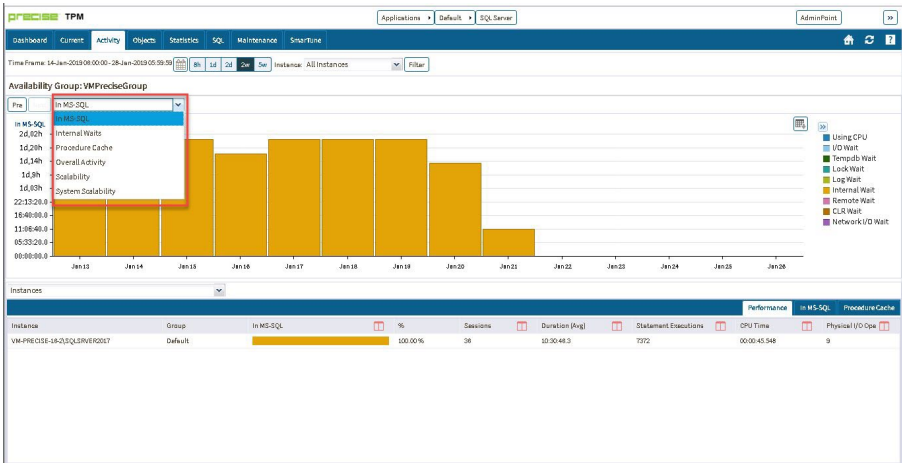 precise TPM Applications Default SQL Server AdminPoint »
Dashboard Current Activity Objects Statistics SQL Maintenance SmarTune ?
Time Frame: 14-Jan-2019 06:00:00 - 28-Jan-2019 05:59:59 8h 1d 2d 2w 5w Instance: All Instances Filter
Availability Group: VMPreciseGroup
Pre In MS-SQL
In MS-SQL
Internal Waits
Procedure Cache
Overall Activity
Scalability
System Scalability
In MS-SQL
2d,02h
1d,20h
1d,14h
1d,9h
1d,03h
22:13:20.0
16:40:00.0
11:06:40.0
05:33:20.0
00:00:00.0
Jan 13 Jan 14 Jan 15 Jan 16 Jan 17 Jan 18 Jan 19 Jan 20 Jan 21 Jan 22 Jan 23 Jan 24 Jan 25 Jan 26
»
Using CPU
I/O Wait
Tempdb Wait
Lock Wait
Log Wait
Internal Wait
Remote Wait
CLR Wait
Network I/O Wait
Instances
Performance In MS-SQL Procedure Cache
Instance Group In MS-SQL % Sessions Duration (Avg) Statement Executions CPU Time Physical I/O Ope
VM-PRECISE-16-2\SQLSRVER2017 Default 100.00 % 36 10:30:46.3 7372 00:00:45.548 9